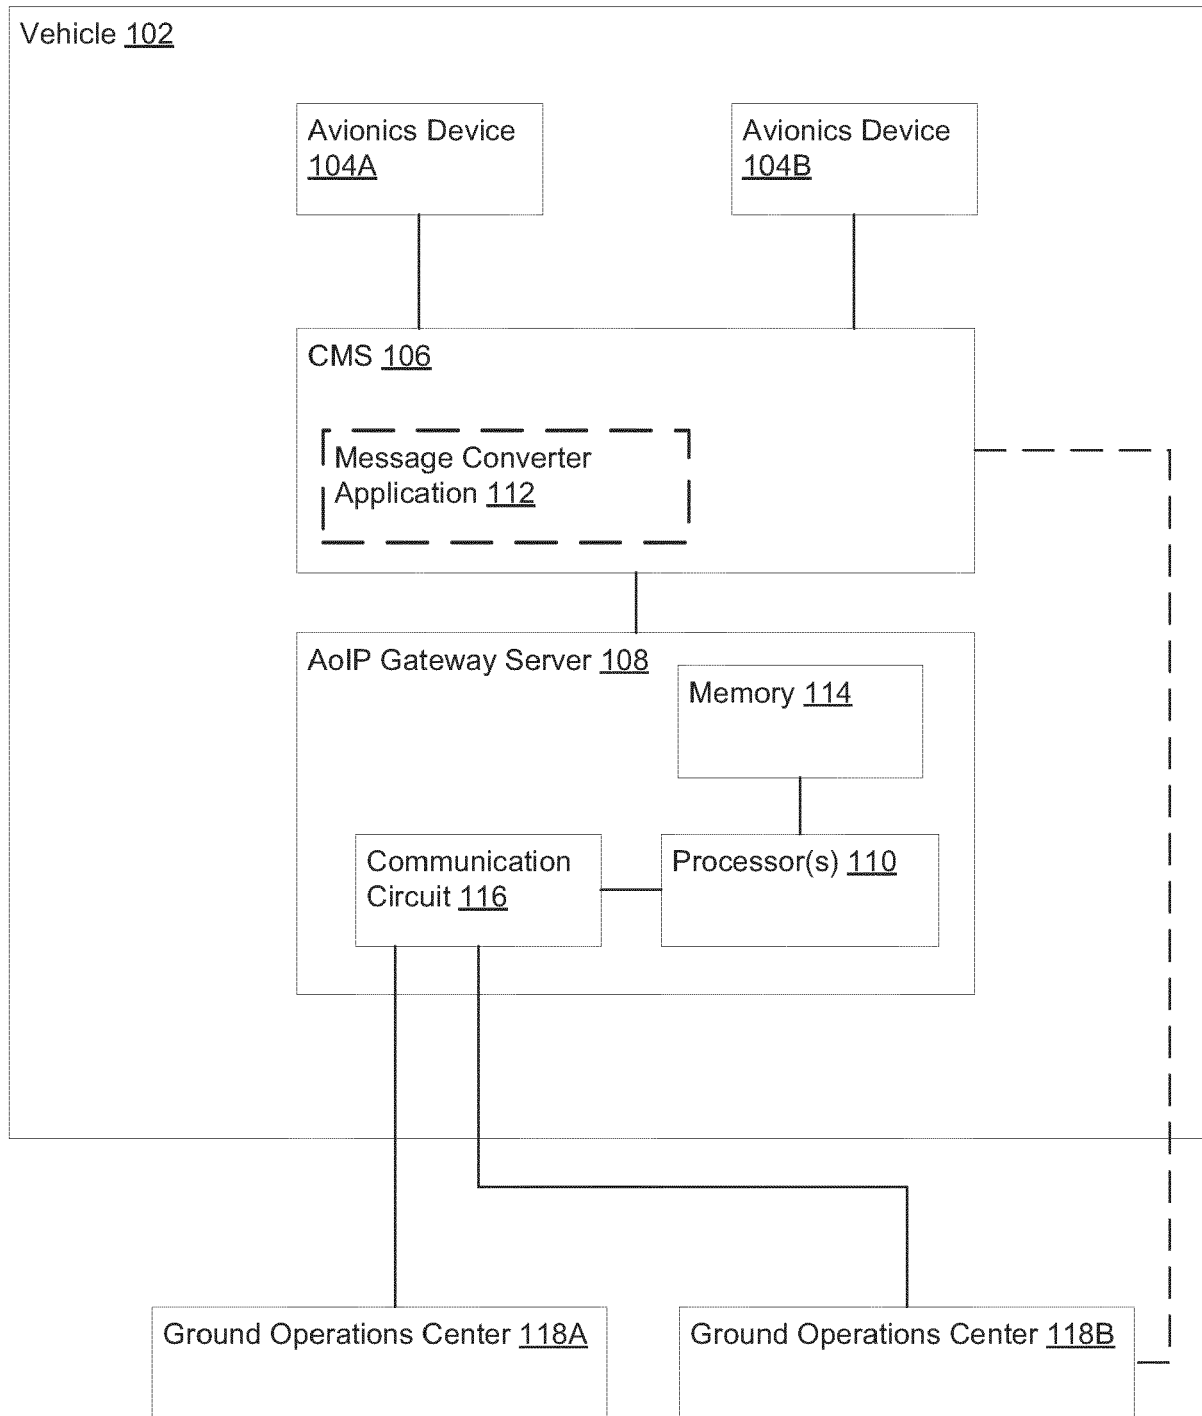 Vehicle 102
Avionics Device
104A
Avionics Device
104B
CMS 106
Message Converter
Application 112
AoIP Gateway Server 108
Memory 114
Communication
Circuit 116
Processor(s) 110
Ground Operations Center 118A
Ground Operations Center 118B